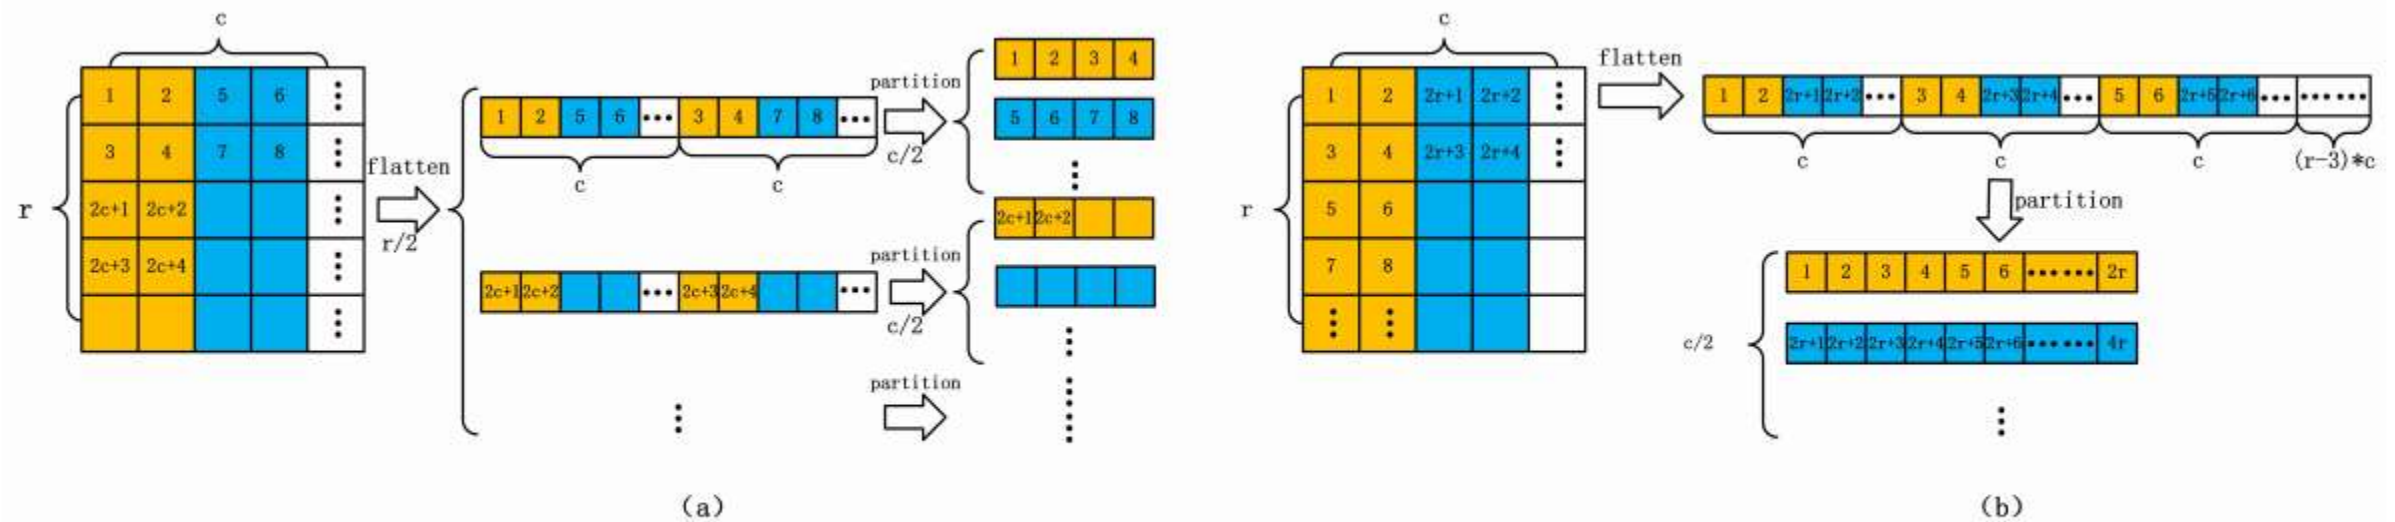 c
1 2 5 6 ⋮
3 4 7 8 ⋮
r
2c+1 2c+2 ⋮
2c+3 2c+4 ⋮
⋮
flatten
r/2
1 2 5 6 ••• 3 4 7 8 •••
c c
2c+1 2c+2 ••• 2c+3 2c+4 •••
⋮
partition
c/2
partition
c/2
partition
1 2 3 4
5 6 7 8
⋮
2c+1 2c+2
⋮
⋮
(a)
c
1 2 2r+1 2r+2 ⋮
3 4 2r+3 2r+4 ⋮
r
5 6
7 8
⋮ ⋮
flatten
1 2 2r+1 2r+2 ••• 3 4 2r+3 2r+4 ••• 5 6 2r+5 2r+6 ••• ••••••
c c c (r-3)*c
partition
1 2 3 4 5 6 •••••• 2r
c/2
2r+1 2r+2 2r+3 2r+4 2r+5 2r+6 •••••• 4r
⋮
(b)